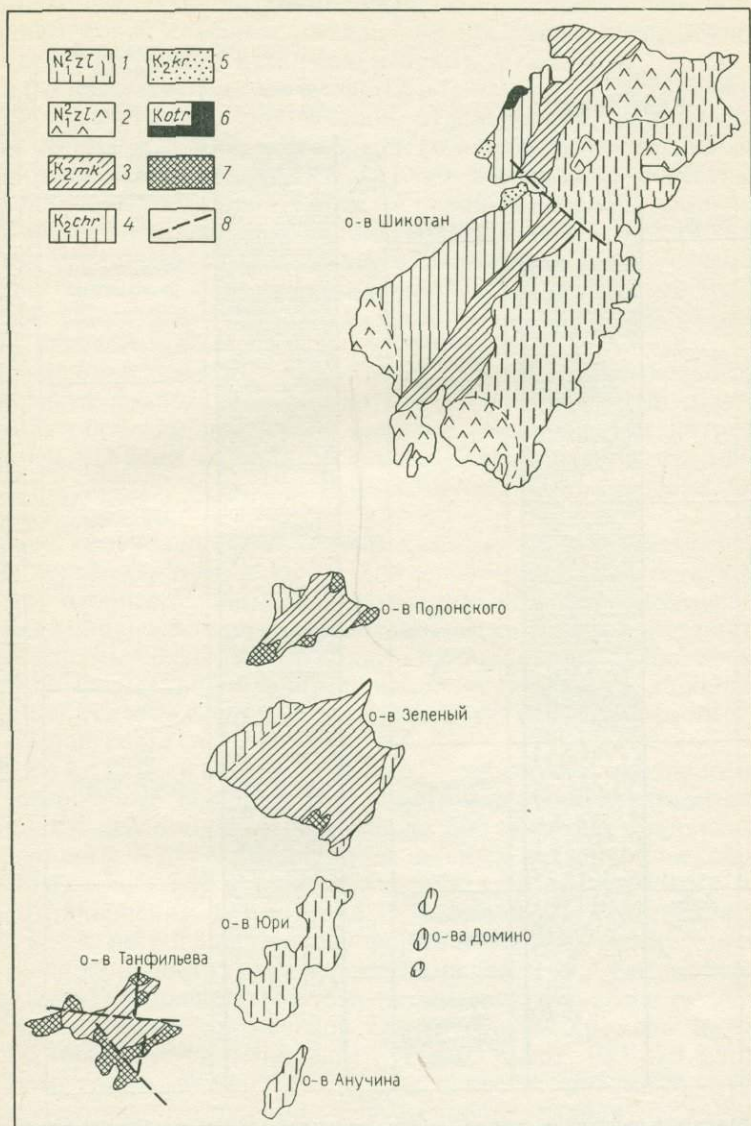 N₁²zl 1
K₂kr 5
N₁²zl 2
Kotr 6
K₂mk 3
7
K₂chr 4
8
о-в Шикотан
о-в Полонского
о-в Зеленый
о-в Юри
о-ва Домино
о-в Танфильева
о-в Анучина